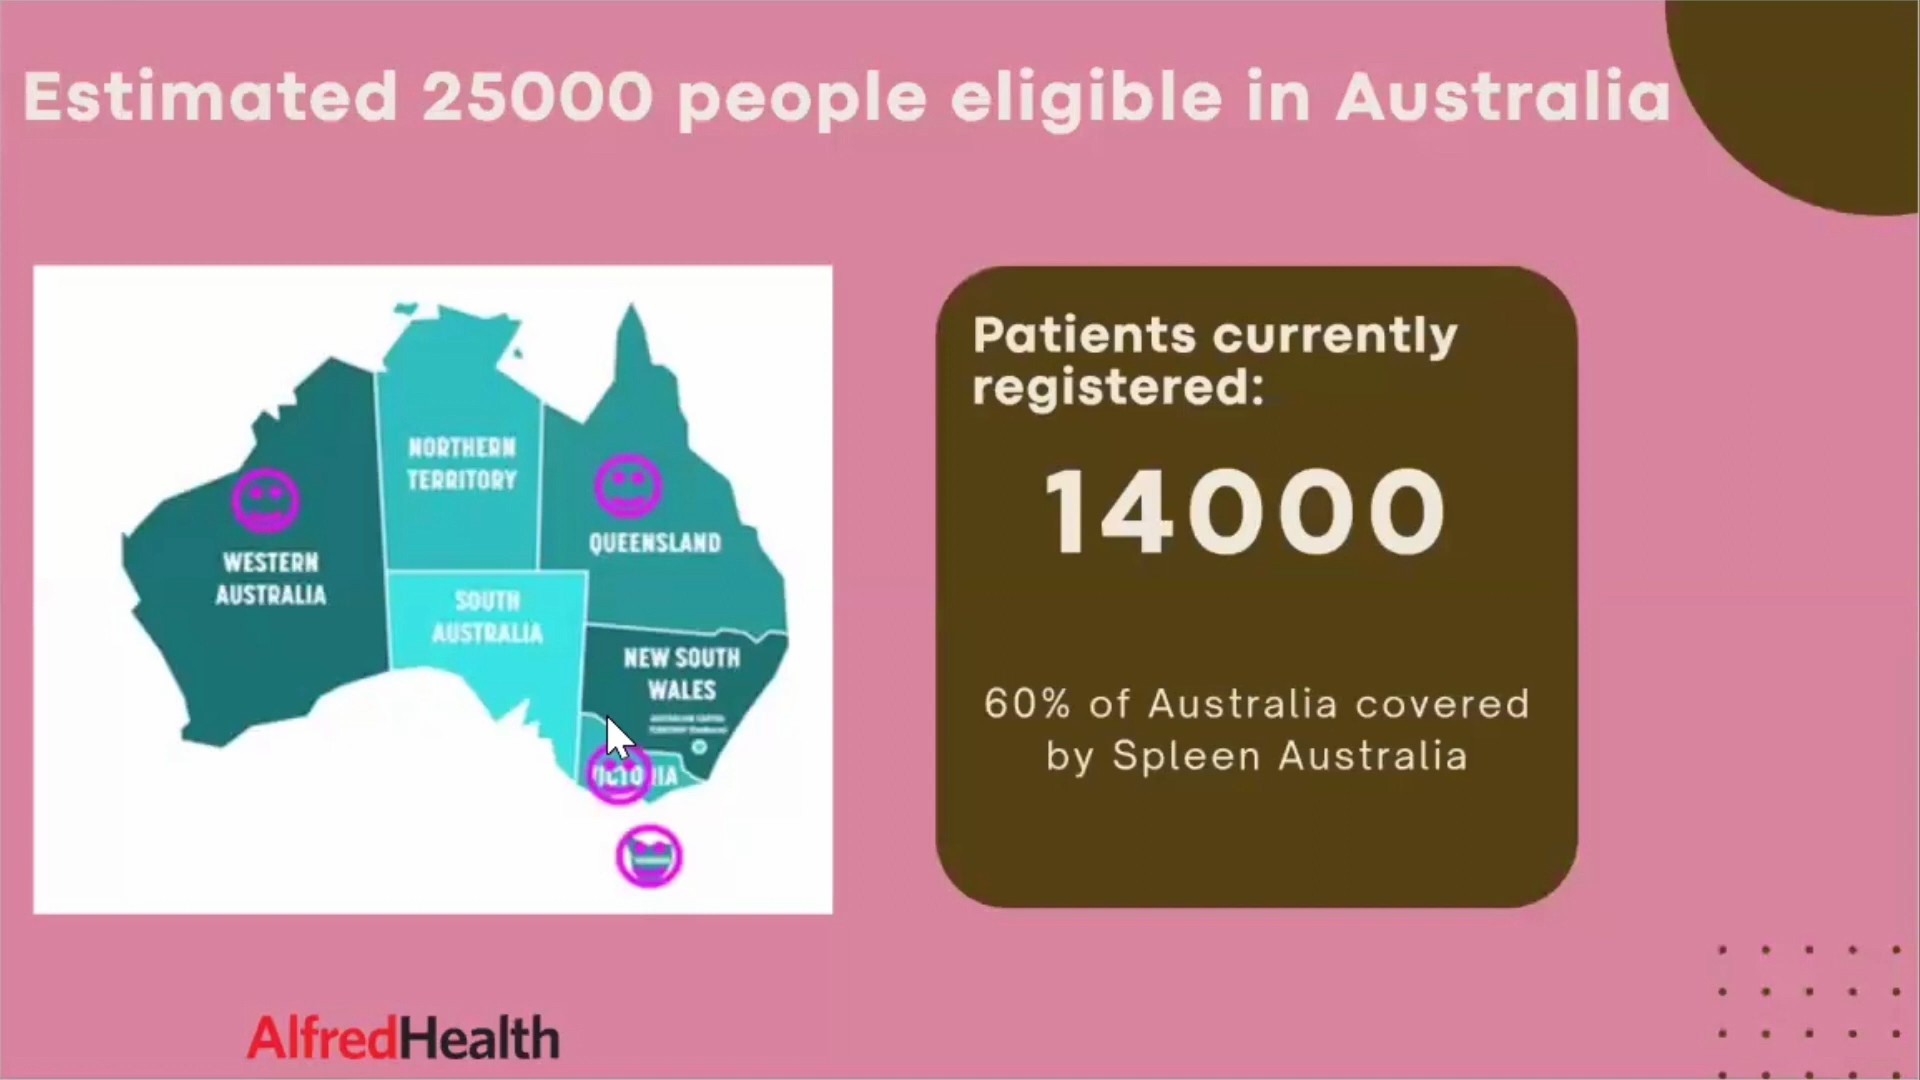 Estimated 25000 people eligible in Australia
NORTHERN
TERRITORY
QUEENSLAND
WESTERN
AUSTRALIA
SOUTH
AUSTRALIA
NEW SOUTH
WALES
VICTORIA
Patients currently
registered:
14000
60% of Australia covered
by Spleen Australia
AlfredHealth